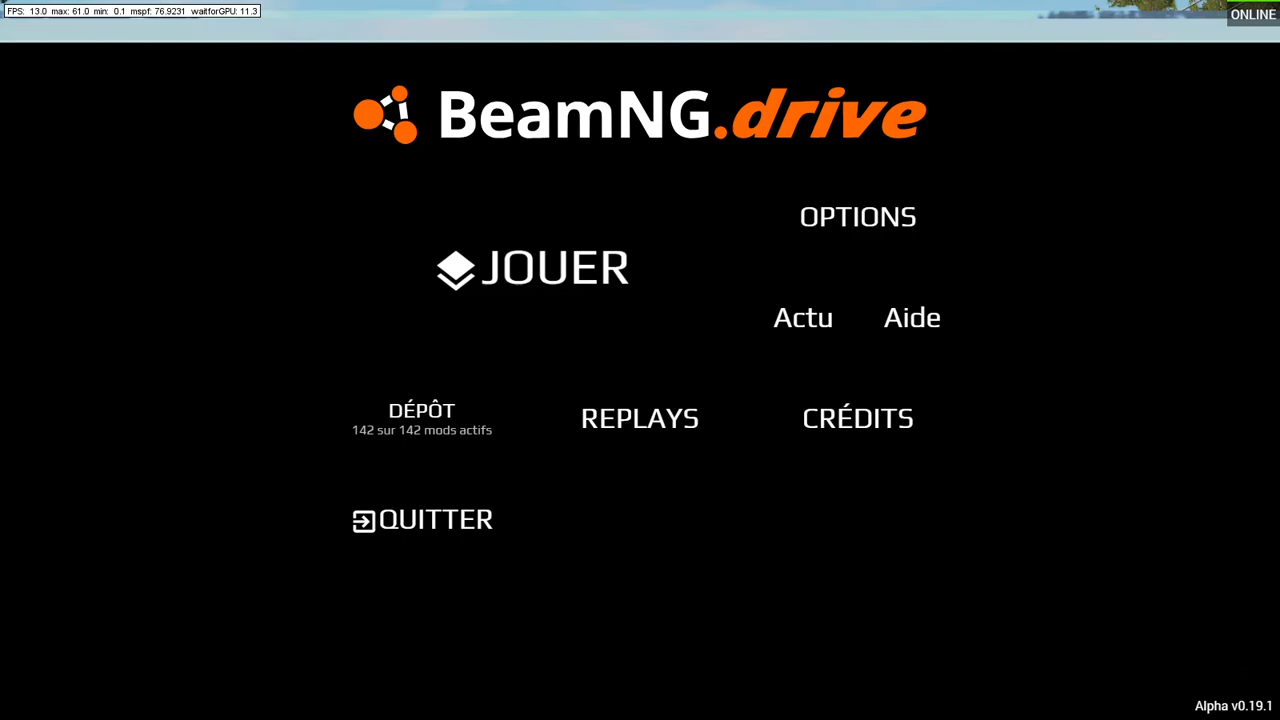 FPS: 13.0 max: 61.0 min: 0.1 mspf: 76.9231 waitforGPU: 11.3
ONLINE
BeamNG.drive
OPTIONS
JOUER
Actu Aide
DÉPÔT
142 sur 142 mods actifs
REPLAYS
CRÉDITS
QUITTER
Alpha v0.19.1